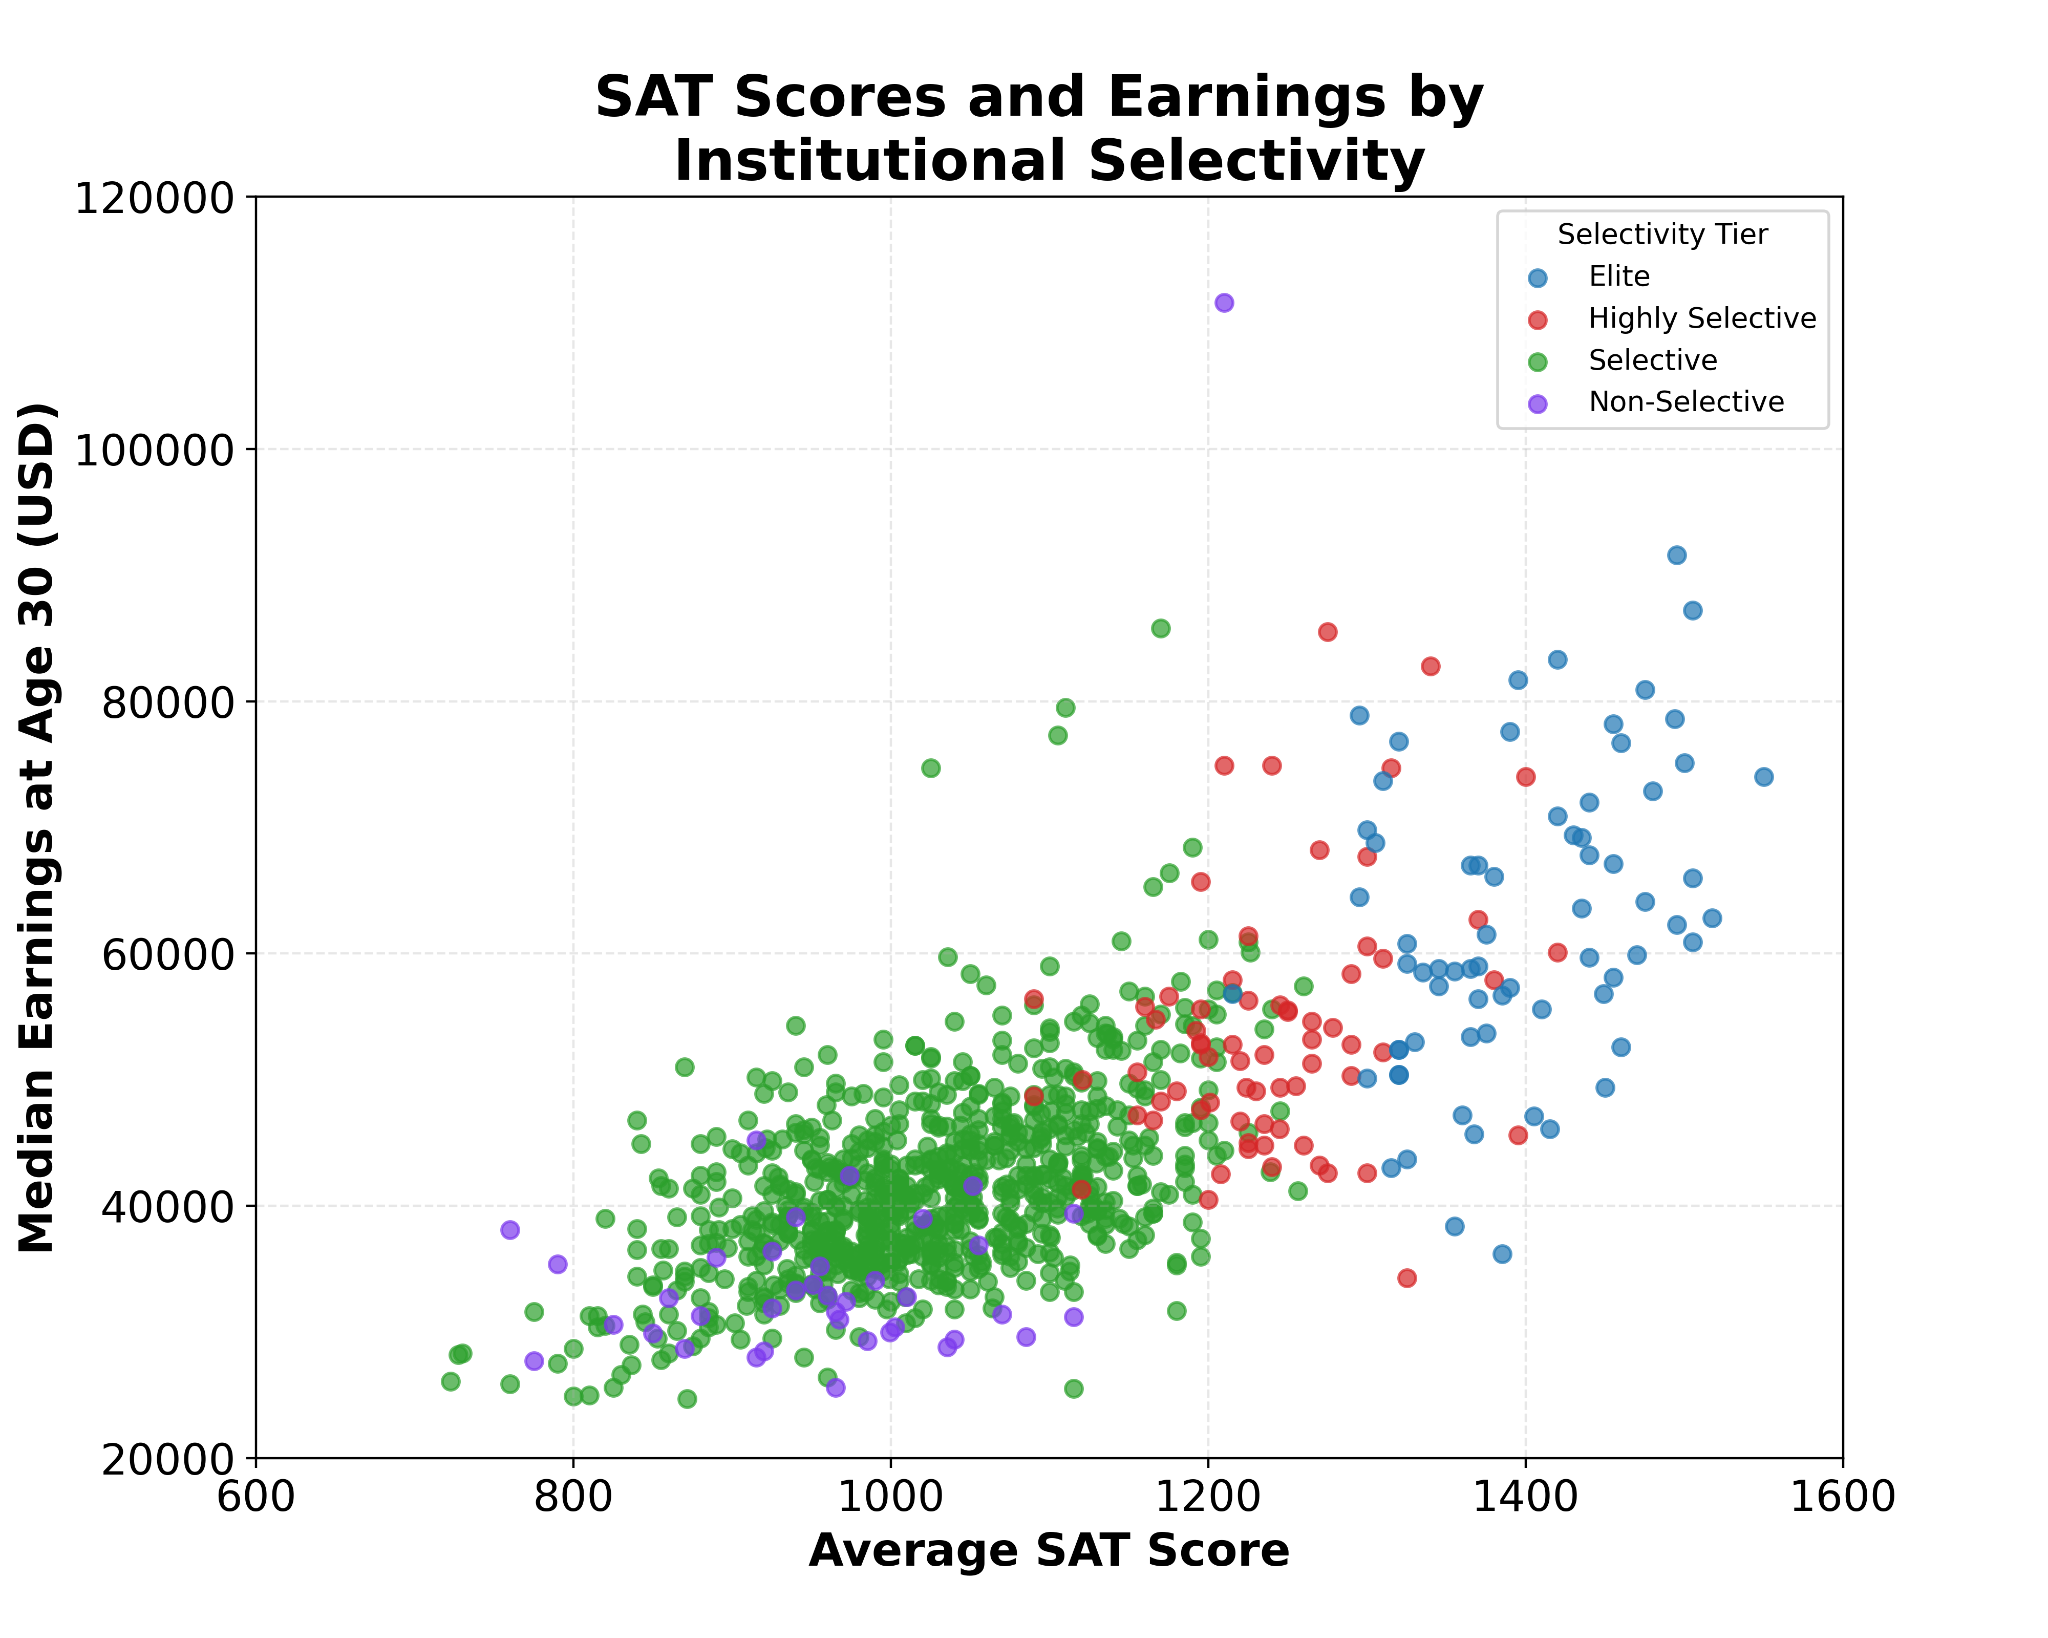 SAT Scores and Earnings by
Institutional Selectivity
Median Earnings at Age 30 (USD)
120000
100000
80000
60000
40000
20000
Selectivity Tier
Elite
Highly Selective
Selective
Non-Selective
600 800 1000 1200 1400 1600
Average SAT Score